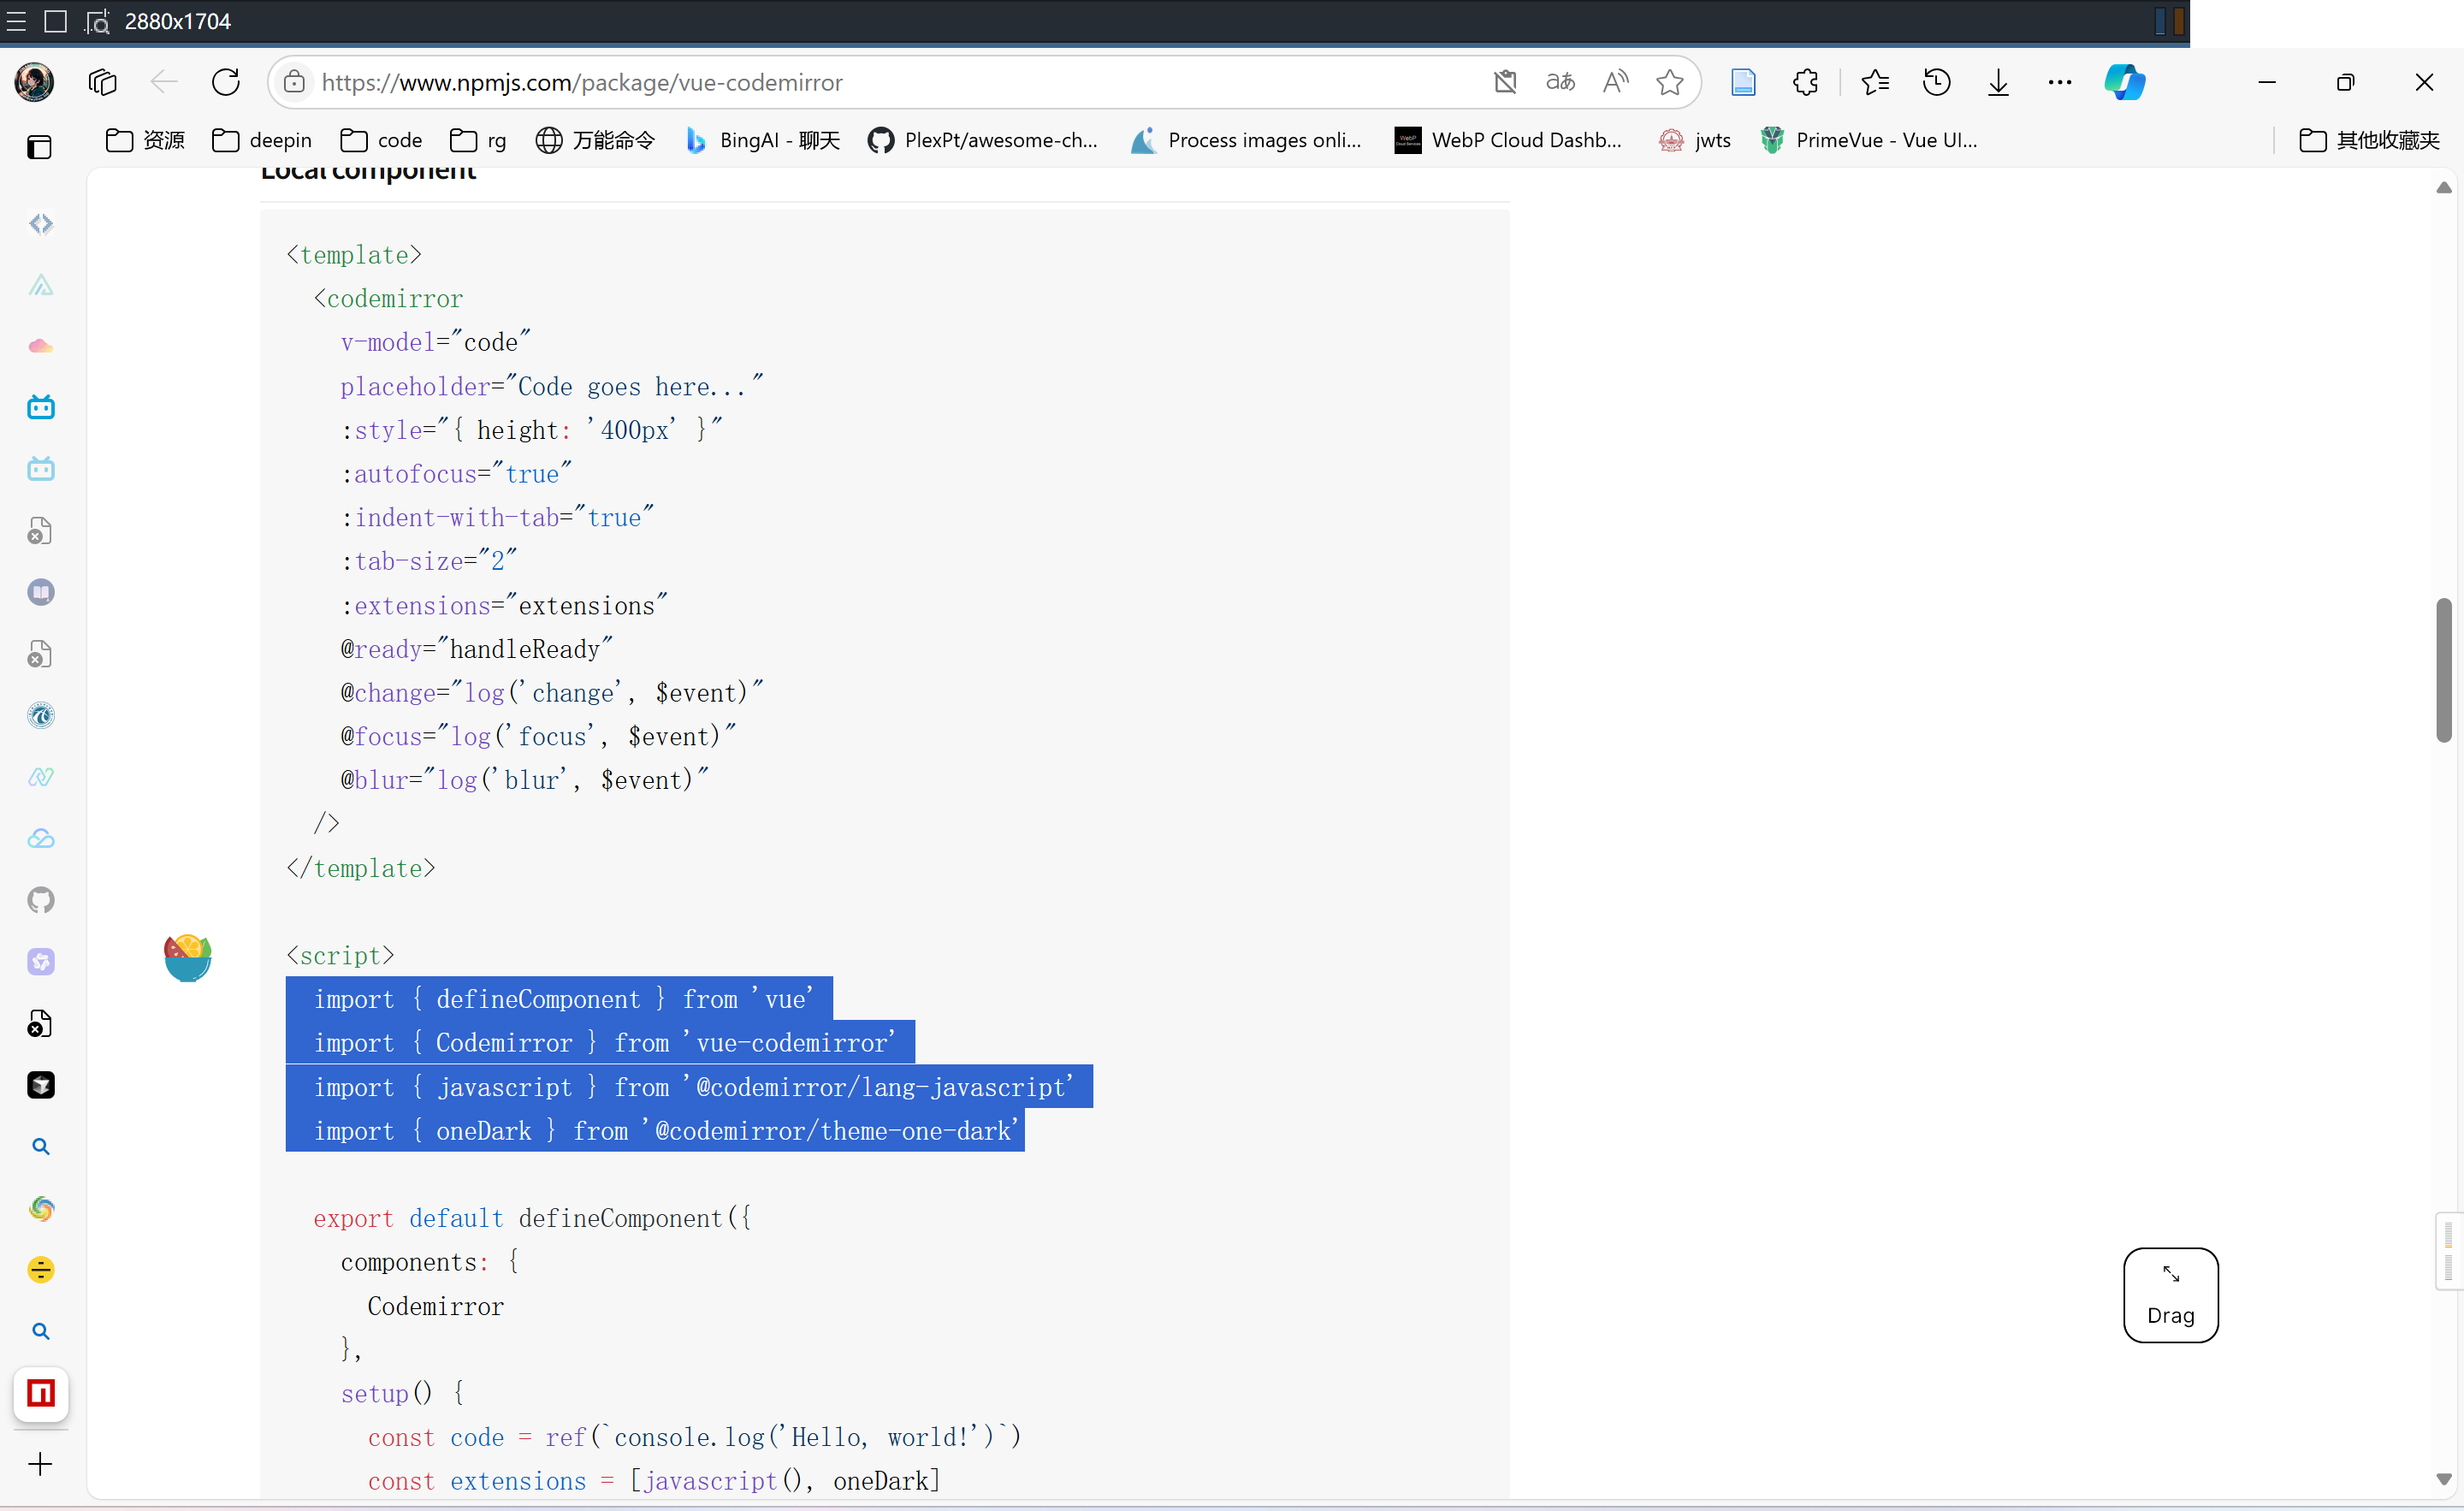 2880x1704
https://www.npmjs.com/package/vue-codemirror
资源 deepin code rg 万能命令 BingAI - 聊天 PlexPt/awesome-ch... Process images onli... WebP Cloud Dashb... jwts PrimeVue - Vue UI... 其他收藏夹
Local component
<template>
  <codemirror
    v-model="code"
    placeholder="Code goes here..."
    :style="{ height: '400px' }"
    :autofocus="true"
    :indent-with-tab="true"
    :tab-size="2"
    :extensions="extensions"
    @ready="handleReady"
    @change="log('change', $event)"
    @focus="log('focus', $event)"
    @blur="log('blur', $event)"
  />
</template>
<script>
  import { defineComponent } from 'vue'
  import { Codemirror } from 'vue-codemirror'
  import { javascript } from '@codemirror/lang-javascript'
  import { oneDark } from '@codemirror/theme-one-dark'
  export default defineComponent({
    components: {
      Codemirror
    },
    setup() {
      const code = ref(`console.log('Hello, world!')`)
      const extensions = [javascript(), oneDark]
Drag